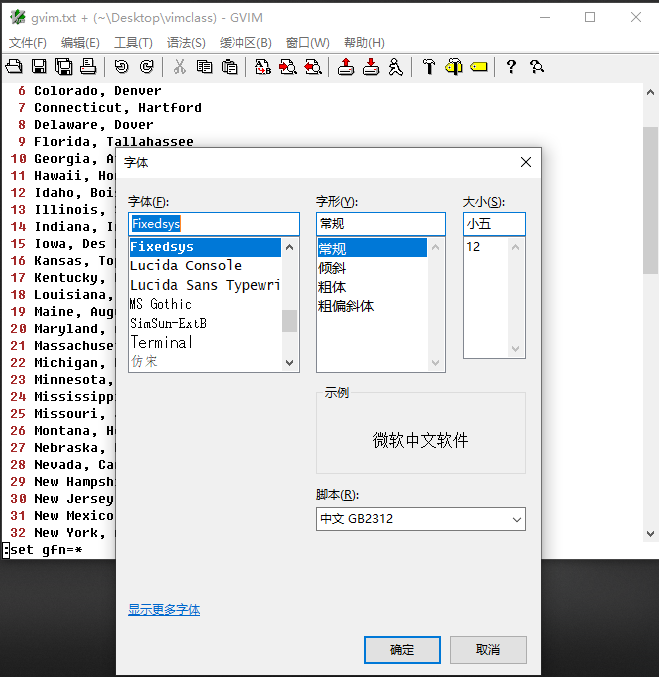 gvim.txt + (~\Desktop\vimclass) - GVIM
文件(F) 编辑(E) 工具(T) 语法(S) 缓冲区(B) 窗口(W) 帮助(H)
6 Colorado, Denver
7 Connecticut, Hartford
8 Delaware, Dover
9 Florida, Tallahassee
10 Georgia, A
11 Hawaii, Ho
12 Idaho, Boi
13 Illinois,
14 Indiana, I
15 Iowa, Des
16 Kansas, To
17 Kentucky,
18 Louisiana,
19 Maine, Aug
20 Maryland,
21 Massachuse
22 Michigan,
23 Minnesota,
24 Mississipp
25 Missouri,
26 Montana, H
27 Nebraska,
28 Nevada, Ca
29 New Hampsh
30 New Jersey
31 New Mexico
32 New York,
:set gfn=*
字体
字体(F): 字形(Y): 大小(S):
Fixedsys 常规 小五
Fixedsys 常规 12
Lucida Console 倾斜
Lucida Sans Typewri 粗体
MS Gothic 粗偏斜体
SimSun-ExtB
Terminal
仿宋
示例
微软中文软件
脚本(R):
中文 GB2312
显示更多字体
确定 取消